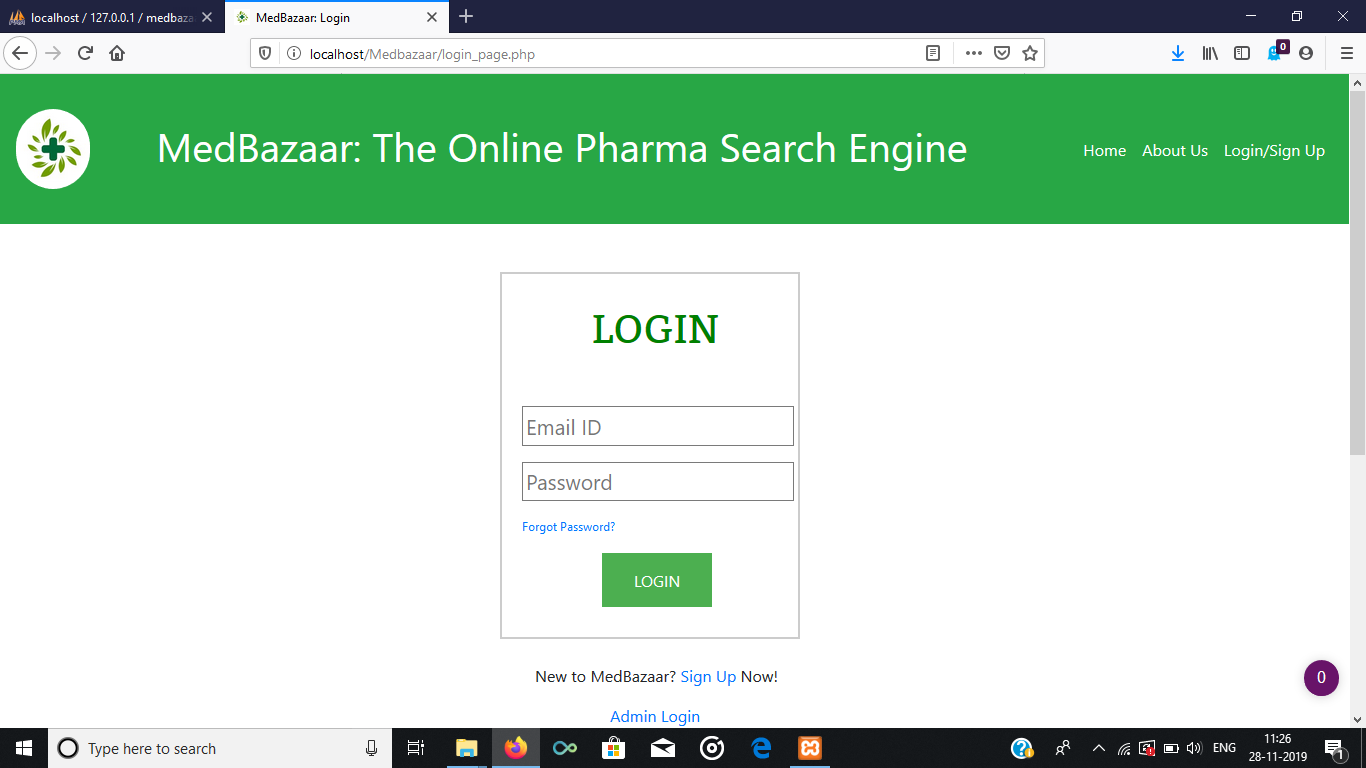 localhost / 127.0.0.1 / medbaza
MedBazaar: Login
localhost/Medbazaar/login_page.php
0
MedBazaar: The Online Pharma Search Engine
Home About Us Login/Sign Up
LOGIN
Email ID
Password
Forgot Password?
LOGIN
New to MedBazaar? Sign Up Now!
0
Admin Login
Type here to search
ENG
11:26
28-11-2019
1